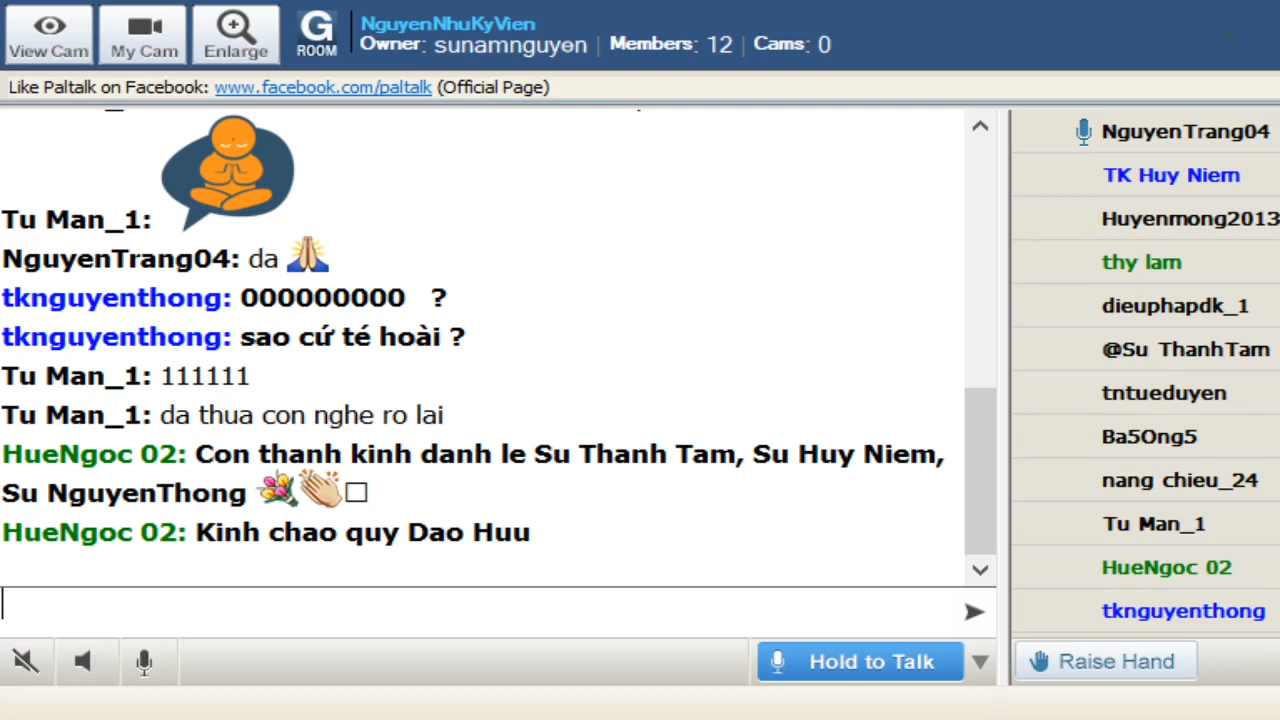 View Cam
My Cam
Enlarge
G ROOM
NguyenNhuKyVien
Owner: sunamnguyen | Members: 12 | Cams: 0
Like Paltalk on Facebook: www.facebook.com/paltalk (Official Page)
Tu Man_1:
NguyenTrang04: da
tknguyenthong: 000000000 ?
tknguyenthong: sao cứ té hoài ?
Tu Man_1: 111111
Tu Man_1: da thua con nghe ro lai
HueNgoc 02: Con thanh kinh danh le Su Thanh Tam, Su Huy Niem,
Su NguyenThong
HueNgoc 02: Kinh chao quy Dao Huu
Hold to Talk
NguyenTrang04
TK Huy Niem
Huyenmong2013
thy lam
dieuphapdk_1
@Su ThanhTam
tntueduyen
Ba5Ong5
nang chieu_24
Tu Man_1
HueNgoc 02
tknguyenthong
Raise Hand